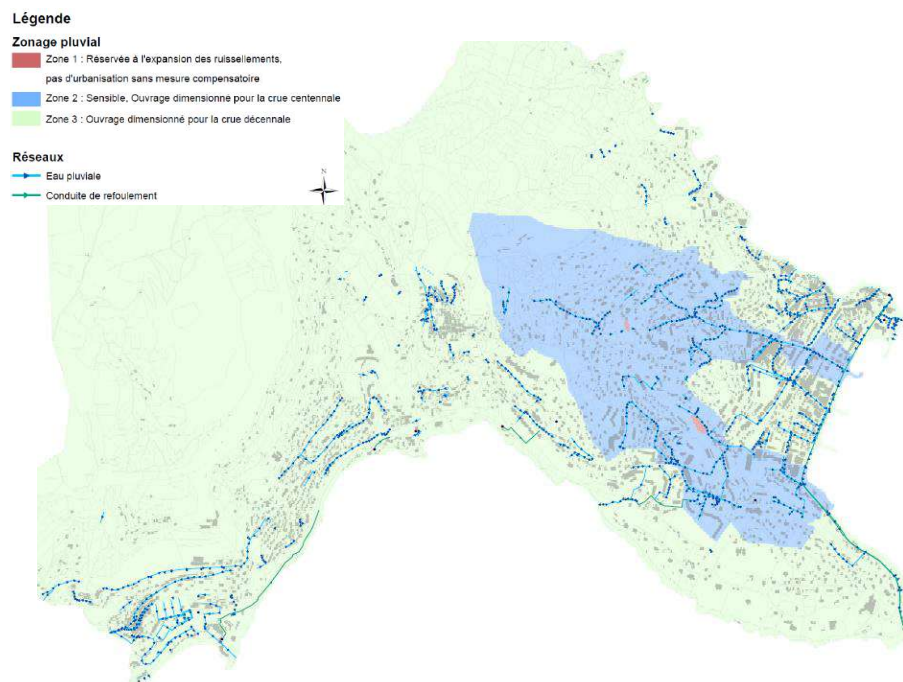 Légende
Zonage pluvial
Zone 1 : Réservée à l'expansion des ruissellements,
pas d'urbanisation sans mesure compensatoire
Zone 2 : Sensible, Ouvrage dimensionné pour la crue centennale
Zone 3 : Ouvrage dimensionné pour la crue décennale
Réseaux
N
Eau pluviale
Conduite de refoulement